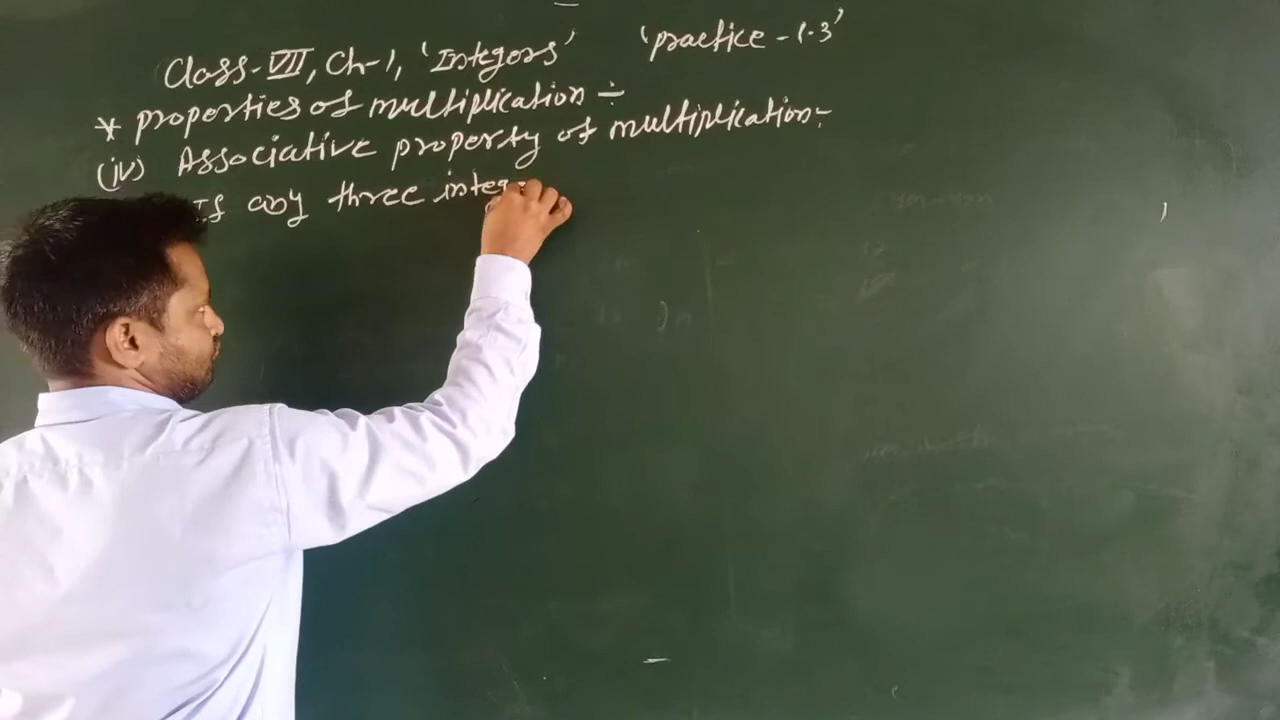 Class-VII, Ch-1, 'Integers' 'practice - 1.3'
* properties of multiplication :-
(iv) Associative property of multiplication:-
If any three integ